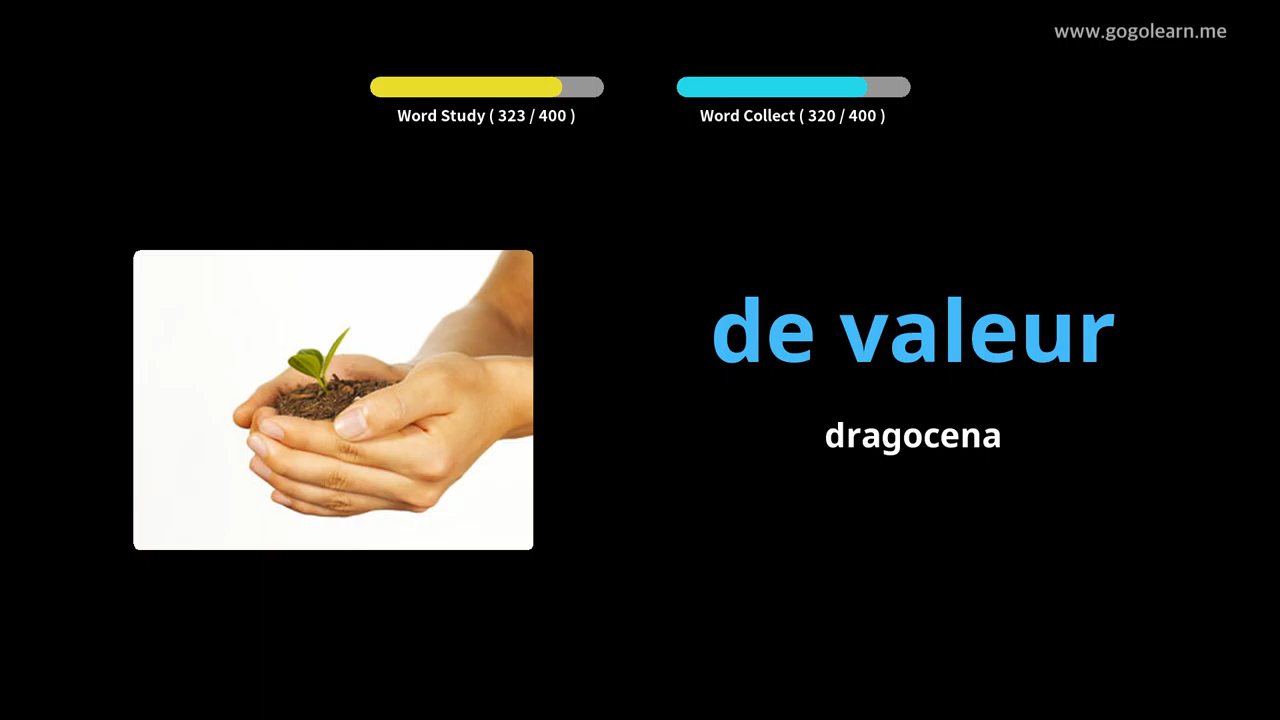 www.gogolearn.me
Word Study ( 323 / 400 )
Word Collect ( 320 / 400 )
de valeur
dragocena